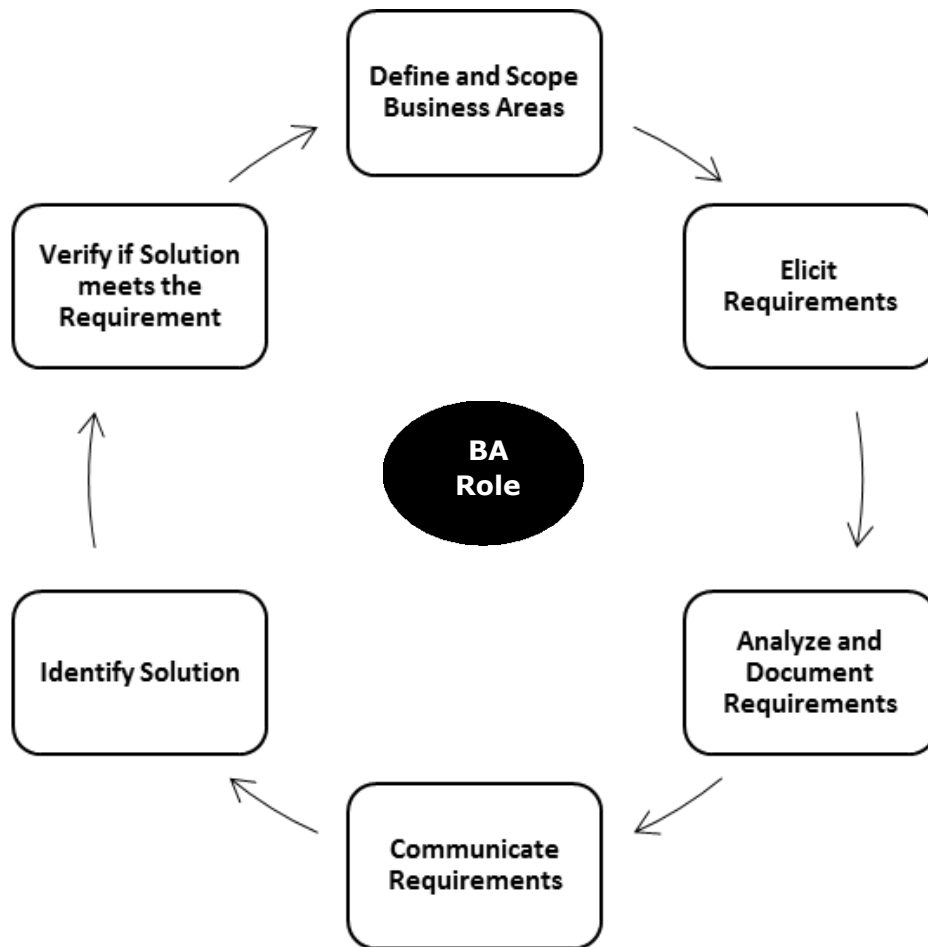 Define and Scope
Business Areas
Elicit
Requirements
Analyze and
Document
Requirements
Communicate
Requirements
Identify Solution
Verify if Solution
meets the
Requirement
BA
Role